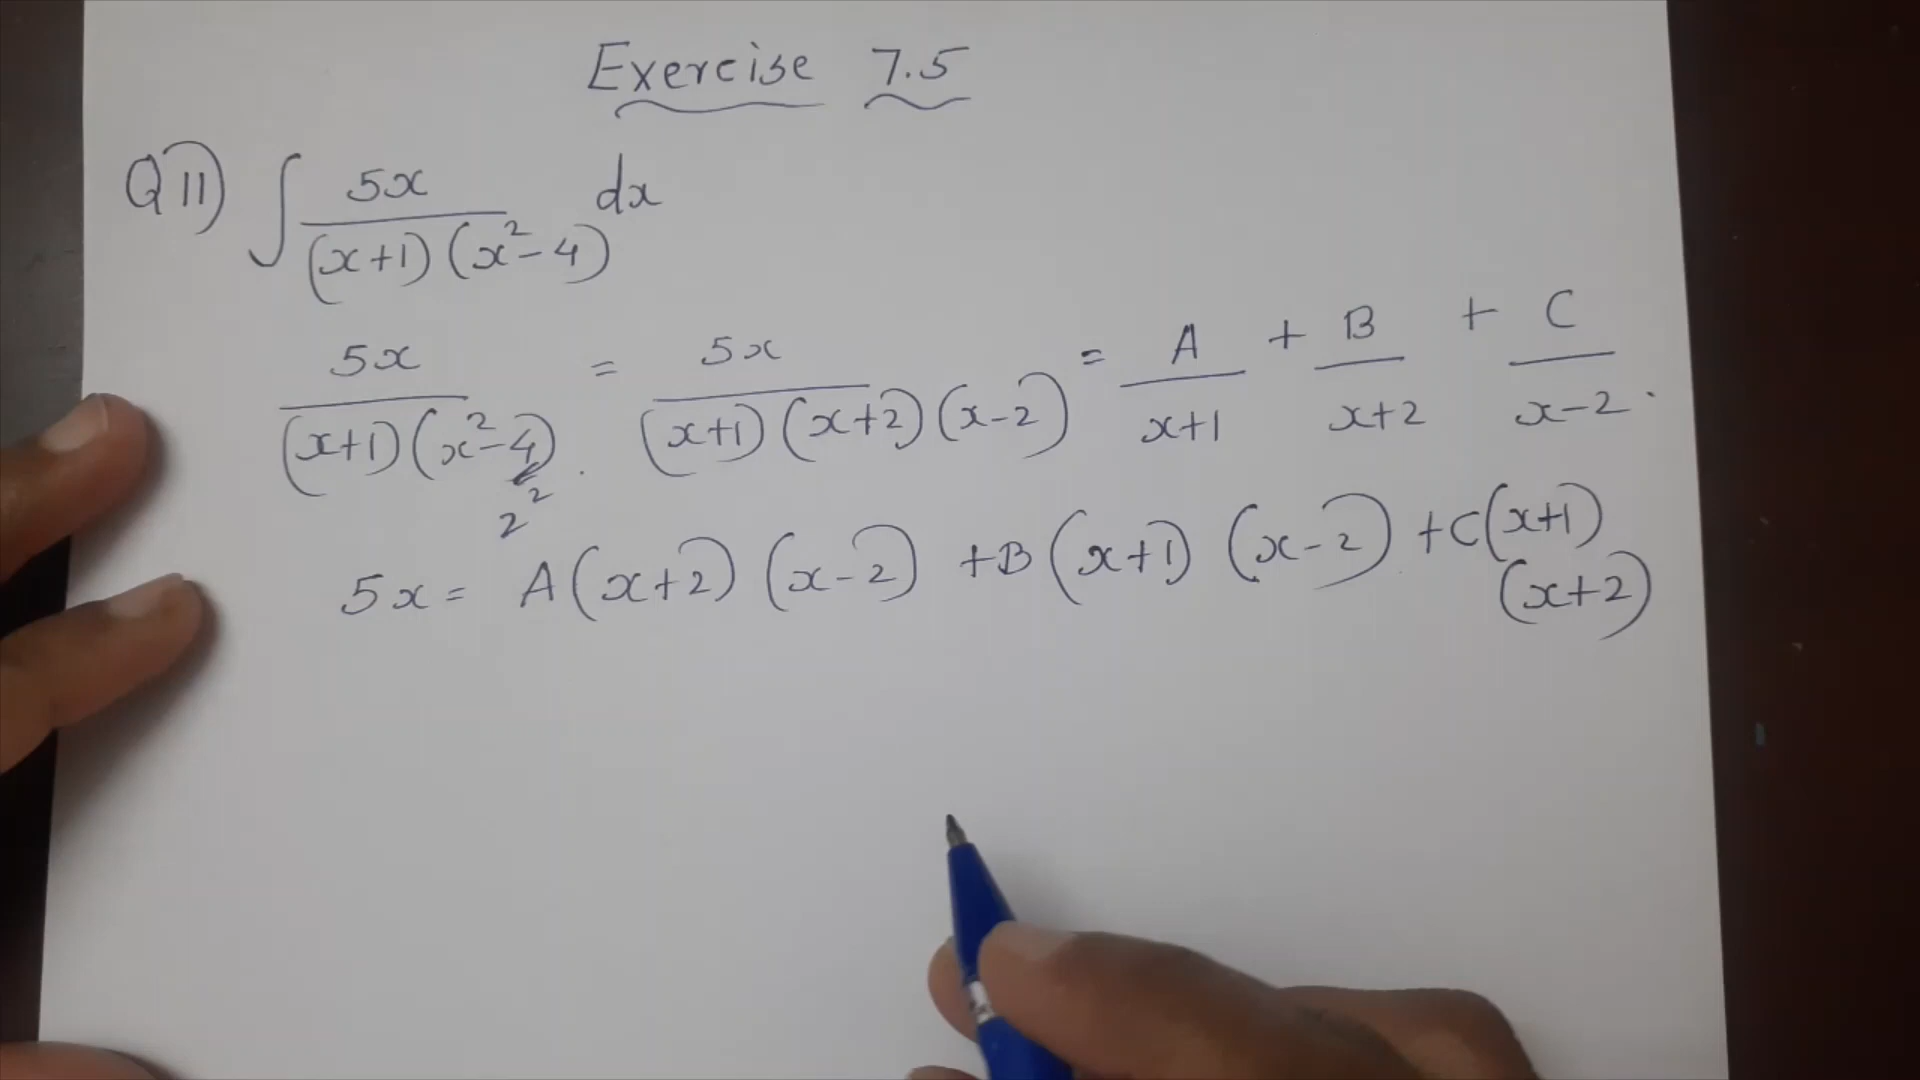 Exercise 7.5
Q11) ∫ 5x / (x+1)(x²-4) dx
5x / (x+1)(x²-4) = 5x / (x+1)(x+2)(x-2) = A / x+1 + B / x+2 + C / x-2 .
2²
5x = A(x+2)(x-2) +B(x+1)(x-2) +C(x+1)
(x+2)